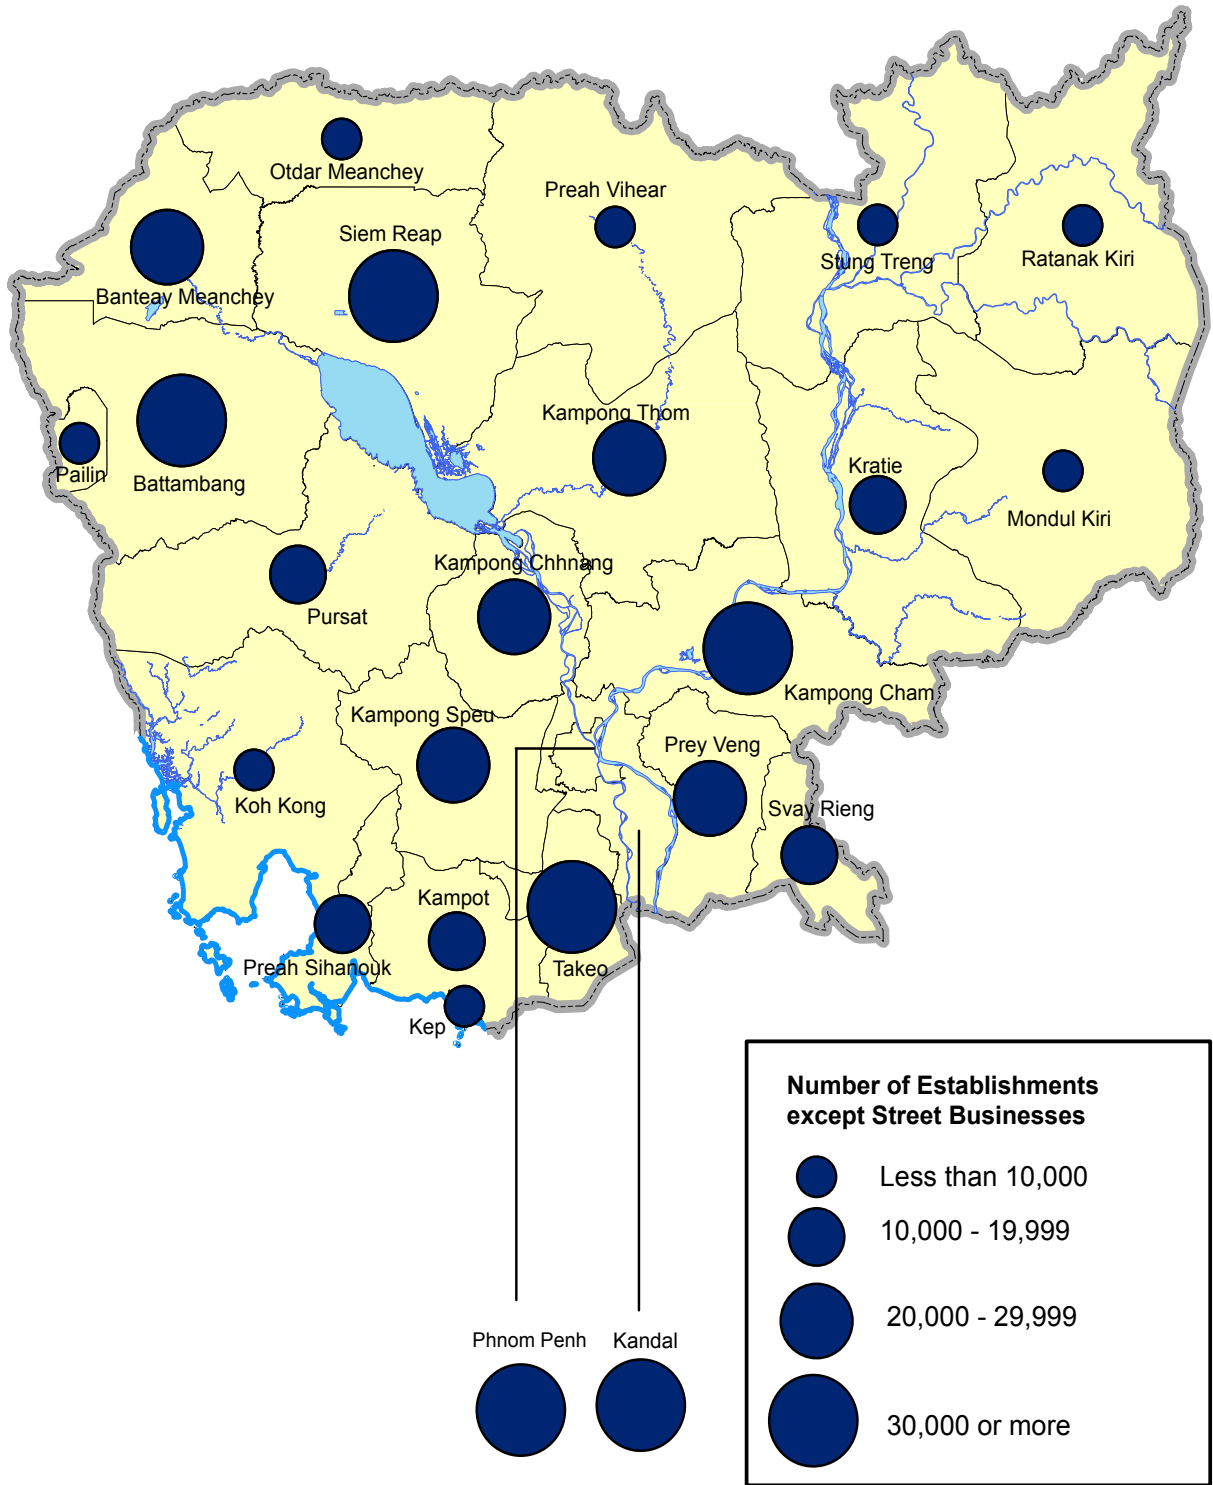 Otdar Meanchey
Preah Vihear
Siem Reap
Stung Treng
Ratanak Kiri
Banteay Meanchey
Kampong Thom
Kratie
Pailin
Battambang
Mondul Kiri
Kampong Chhnang
Pursat
Kampong Cham
Kampong Speu
Prey Veng
Koh Kong
Svay Rieng
Kampot
Preah Sihanouk
Takeo
Kep
Number of Establishments
except Street Businesses
Less than 10,000
10,000 - 19,999
20,000 - 29,999
30,000 or more
Phnom Penh
Kandal